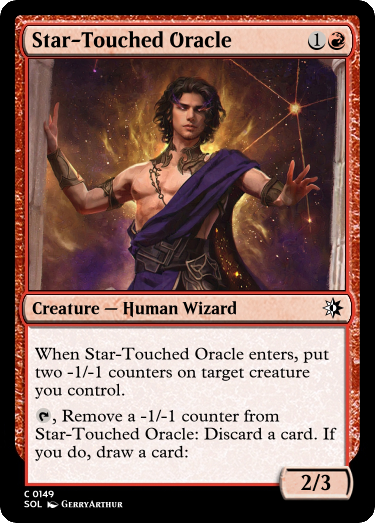 Star-Touched Oracle 1
Creature — Human Wizard
When Star-Touched Oracle enters, put
two -1/-1 counters on target creature
you control.
, Remove a -1/-1 counter from
Star-Touched Oracle: Discard a card. If
you do, draw a card:
2/3
C 0149
SOL GerryArthur